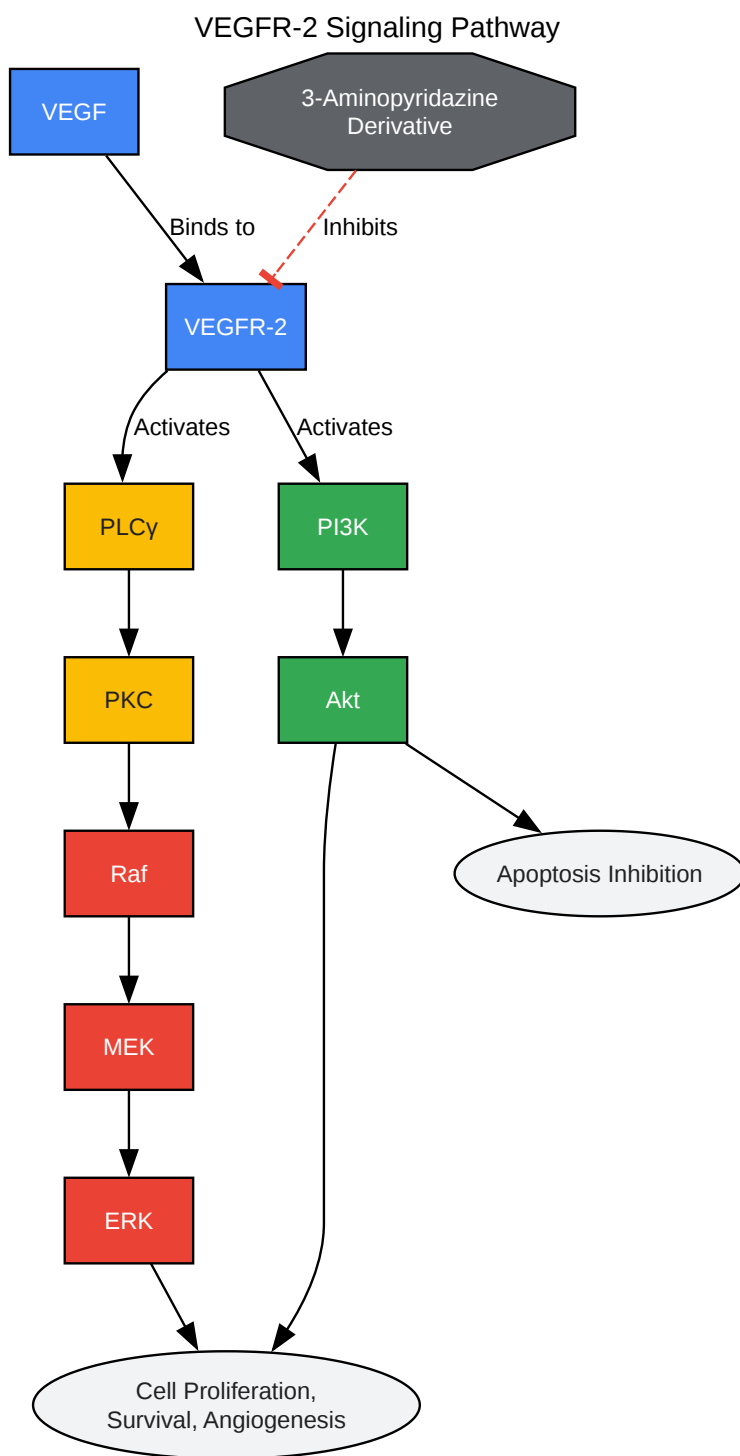 VEGFR-2 Signaling Pathway
VEGF
3-Aminopyridazine
Derivative
Binds to
Inhibits
VEGFR-2
Activates
Activates
PLCγ
PI3K
PKC
Akt
Raf
Apoptosis Inhibition
MEK
ERK
Cell Proliferation,
Survival, Angiogenesis